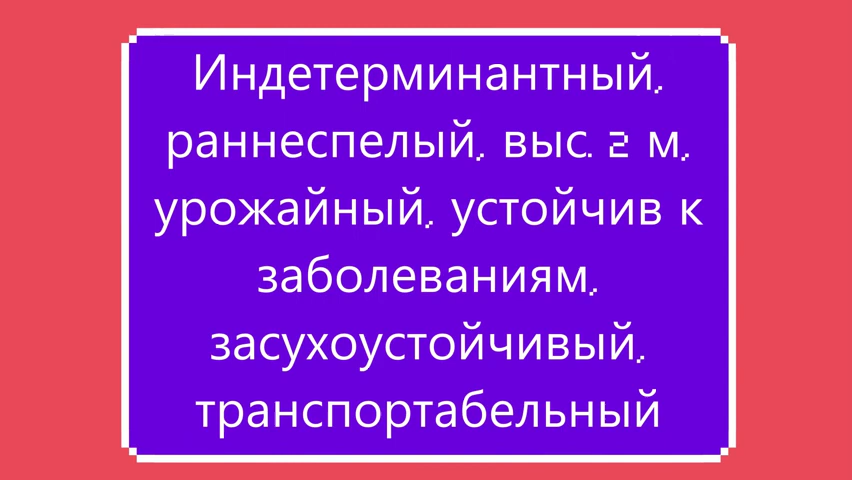 Индетерминантный,
раннеспелый, выс. 2 м,
урожайный, устойчив к
заболеваниям,
засухоустойчивый,
транспортабельный